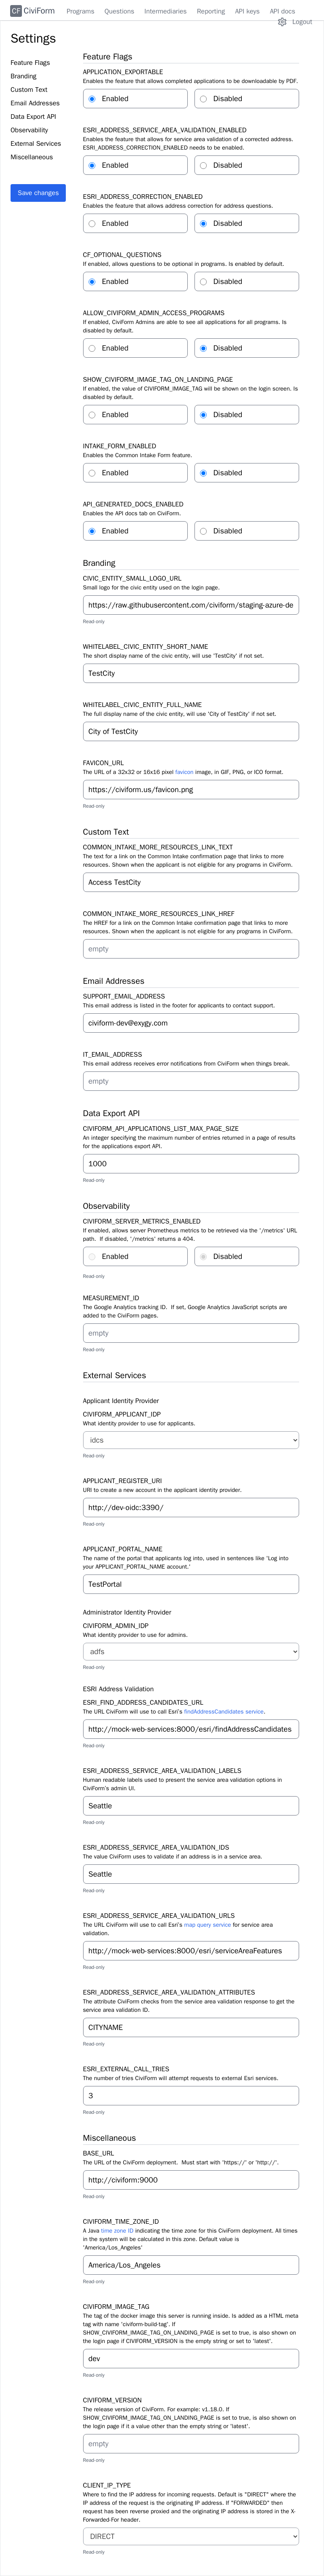 CF CiviForm Programs Questions Intermediaries Reporting API keys API docs
Logout
Settings
Feature Flags
Branding
Custom Text
Email Addresses
Data Export API
Observability
External Services
Miscellaneous
Save changes
Feature Flags
APPLICATION_EXPORTABLE
Enables the feature that allows completed applications to be downloadable by PDF.
Enabled Disabled
ESRI_ADDRESS_SERVICE_AREA_VALIDATION_ENABLED
Enables the feature that allows for service area validation of a corrected address.
ESRI_ADDRESS_CORRECTION_ENABLED needs to be enabled.
Enabled Disabled
ESRI_ADDRESS_CORRECTION_ENABLED
Enables the feature that allows address correction for address questions.
Enabled Disabled
CF_OPTIONAL_QUESTIONS
If enabled, allows questions to be optional in programs. Is enabled by default.
Enabled Disabled
ALLOW_CIVIFORM_ADMIN_ACCESS_PROGRAMS
If enabled, CiviForm Admins are able to see all applications for all programs. Is
disabled by default.
Enabled Disabled
SHOW_CIVIFORM_IMAGE_TAG_ON_LANDING_PAGE
If enabled, the value of CIVIFORM_IMAGE_TAG will be shown on the login screen. Is
disabled by default.
Enabled Disabled
INTAKE_FORM_ENABLED
Enables the Common Intake Form feature.
Enabled Disabled
API_GENERATED_DOCS_ENABLED
Enables the API docs tab on CiviForm.
Enabled Disabled
Branding
CIVIC_ENTITY_SMALL_LOGO_URL
Small logo for the civic entity used on the login page.
https://raw.githubusercontent.com/civiform/staging-azure-de
Read-only
WHITELABEL_CIVIC_ENTITY_SHORT_NAME
The short display name of the civic entity, will use 'TestCity' if not set.
TestCity
WHITELABEL_CIVIC_ENTITY_FULL_NAME
The full display name of the civic entity, will use 'City of TestCity' if not set.
City of TestCity
FAVICON_URL
The URL of a 32x32 or 16x16 pixel favicon image, in GIF, PNG, or ICO format.
https://civiform.us/favicon.png
Read-only
Custom Text
COMMON_INTAKE_MORE_RESOURCES_LINK_TEXT
The text for a link on the Common Intake confirmation page that links to more
resources. Shown when the applicant is not eligible for any programs in CiviForm.
Access TestCity
COMMON_INTAKE_MORE_RESOURCES_LINK_HREF
The HREF for a link on the Common Intake confirmation page that links to more
resources. Shown when the applicant is not eligible for any programs in CiviForm.
empty
Email Addresses
SUPPORT_EMAIL_ADDRESS
This email address is listed in the footer for applicants to contact support.
civiform-dev@exygy.com
IT_EMAIL_ADDRESS
This email address receives error notifications from CiviForm when things break.
empty
Data Export API
CIVIFORM_API_APPLICATIONS_LIST_MAX_PAGE_SIZE
An integer specifying the maximum number of entries returned in a page of results
for the applications export API.
1000
Read-only
Observability
CIVIFORM_SERVER_METRICS_ENABLED
If enabled, allows server Prometheus metrics to be retrieved via the '/metrics' URL
path.  If disabled, '/metrics' returns a 404.
Enabled Disabled
Read-only
MEASUREMENT_ID
The Google Analytics tracking ID.  If set, Google Analytics JavaScript scripts are
added to the CiviForm pages.
empty
Read-only
External Services
Applicant Identity Provider
CIVIFORM_APPLICANT_IDP
What identity provider to use for applicants.
idcs
Read-only
APPLICANT_REGISTER_URI
URI to create a new account in the applicant identity provider.
http://dev-oidc:3390/
Read-only
APPLICANT_PORTAL_NAME
The name of the portal that applicants log into, used in sentences like 'Log into
your APPLICANT_PORTAL_NAME account.'
TestPortal
Administrator Identity Provider
CIVIFORM_ADMIN_IDP
What identity provider to use for admins.
adfs
Read-only
ESRI Address Validation
ESRI_FIND_ADDRESS_CANDIDATES_URL
The URL CiviForm will use to call Esri's findAddressCandidates service.
http://mock-web-services:8000/esri/findAddressCandidates
Read-only
ESRI_ADDRESS_SERVICE_AREA_VALIDATION_LABELS
Human readable labels used to present the service area validation options in
CiviForm's admin UI.
Seattle
Read-only
ESRI_ADDRESS_SERVICE_AREA_VALIDATION_IDS
The value CiviForm uses to validate if an address is in a service area.
Seattle
Read-only
ESRI_ADDRESS_SERVICE_AREA_VALIDATION_URLS
The URL CiviForm will use to call Esri's map query service for service area
validation.
http://mock-web-services:8000/esri/serviceAreaFeatures
Read-only
ESRI_ADDRESS_SERVICE_AREA_VALIDATION_ATTRIBUTES
The attribute CiviForm checks from the service area validation response to get the
service area validation ID.
CITYNAME
Read-only
ESRI_EXTERNAL_CALL_TRIES
The number of tries CiviForm will attempt requests to external Esri services.
3
Read-only
Miscellaneous
BASE_URL
The URL of the CiviForm deployment.  Must start with 'https://' or 'http://'.
http://civiform:9000
Read-only
CIVIFORM_TIME_ZONE_ID
A Java time zone ID indicating the time zone for this CiviForm deployment. All times
in the system will be calculated in this zone. Default value is
'America/Los_Angeles'
America/Los_Angeles
Read-only
CIVIFORM_IMAGE_TAG
The tag of the docker image this server is running inside. Is added as a HTML meta
tag with name 'civiform-build-tag'. If
SHOW_CIVIFORM_IMAGE_TAG_ON_LANDING_PAGE is set to true, is also shown on
the login page if CIVIFORM_VERSION is the empty string or set to 'latest'.
dev
Read-only
CIVIFORM_VERSION
The release version of CiviForm. For example: v1.18.0. If
SHOW_CIVIFORM_IMAGE_TAG_ON_LANDING_PAGE is set to true, is also shown on
the login page if it a value other than the empty string or 'latest'.
empty
Read-only
CLIENT_IP_TYPE
Where to find the IP address for incoming requests. Default is "DIRECT" where the
IP address of the request is the originating IP address. If "FORWARDED" then
request has been reverse proxied and the originating IP address is stored in the X-
Forwarded-For header.
DIRECT
Read-only